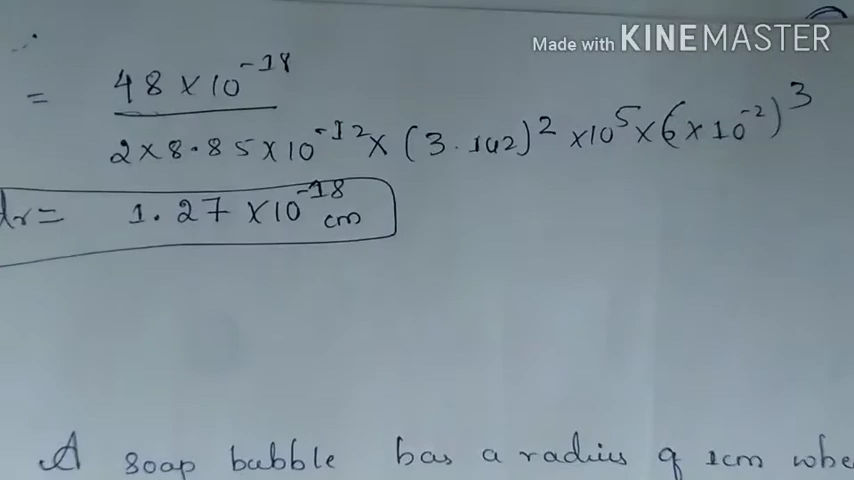 Made with KINEMASTER
= 48 × 10^-18
2 × 8.85 × 10^-12 × (3.142)^2 × 10^5 × (6 × 10^-2)^3
dr = 1.27 × 10^-18 cm
A soap bubble has a radius of 1cm whe